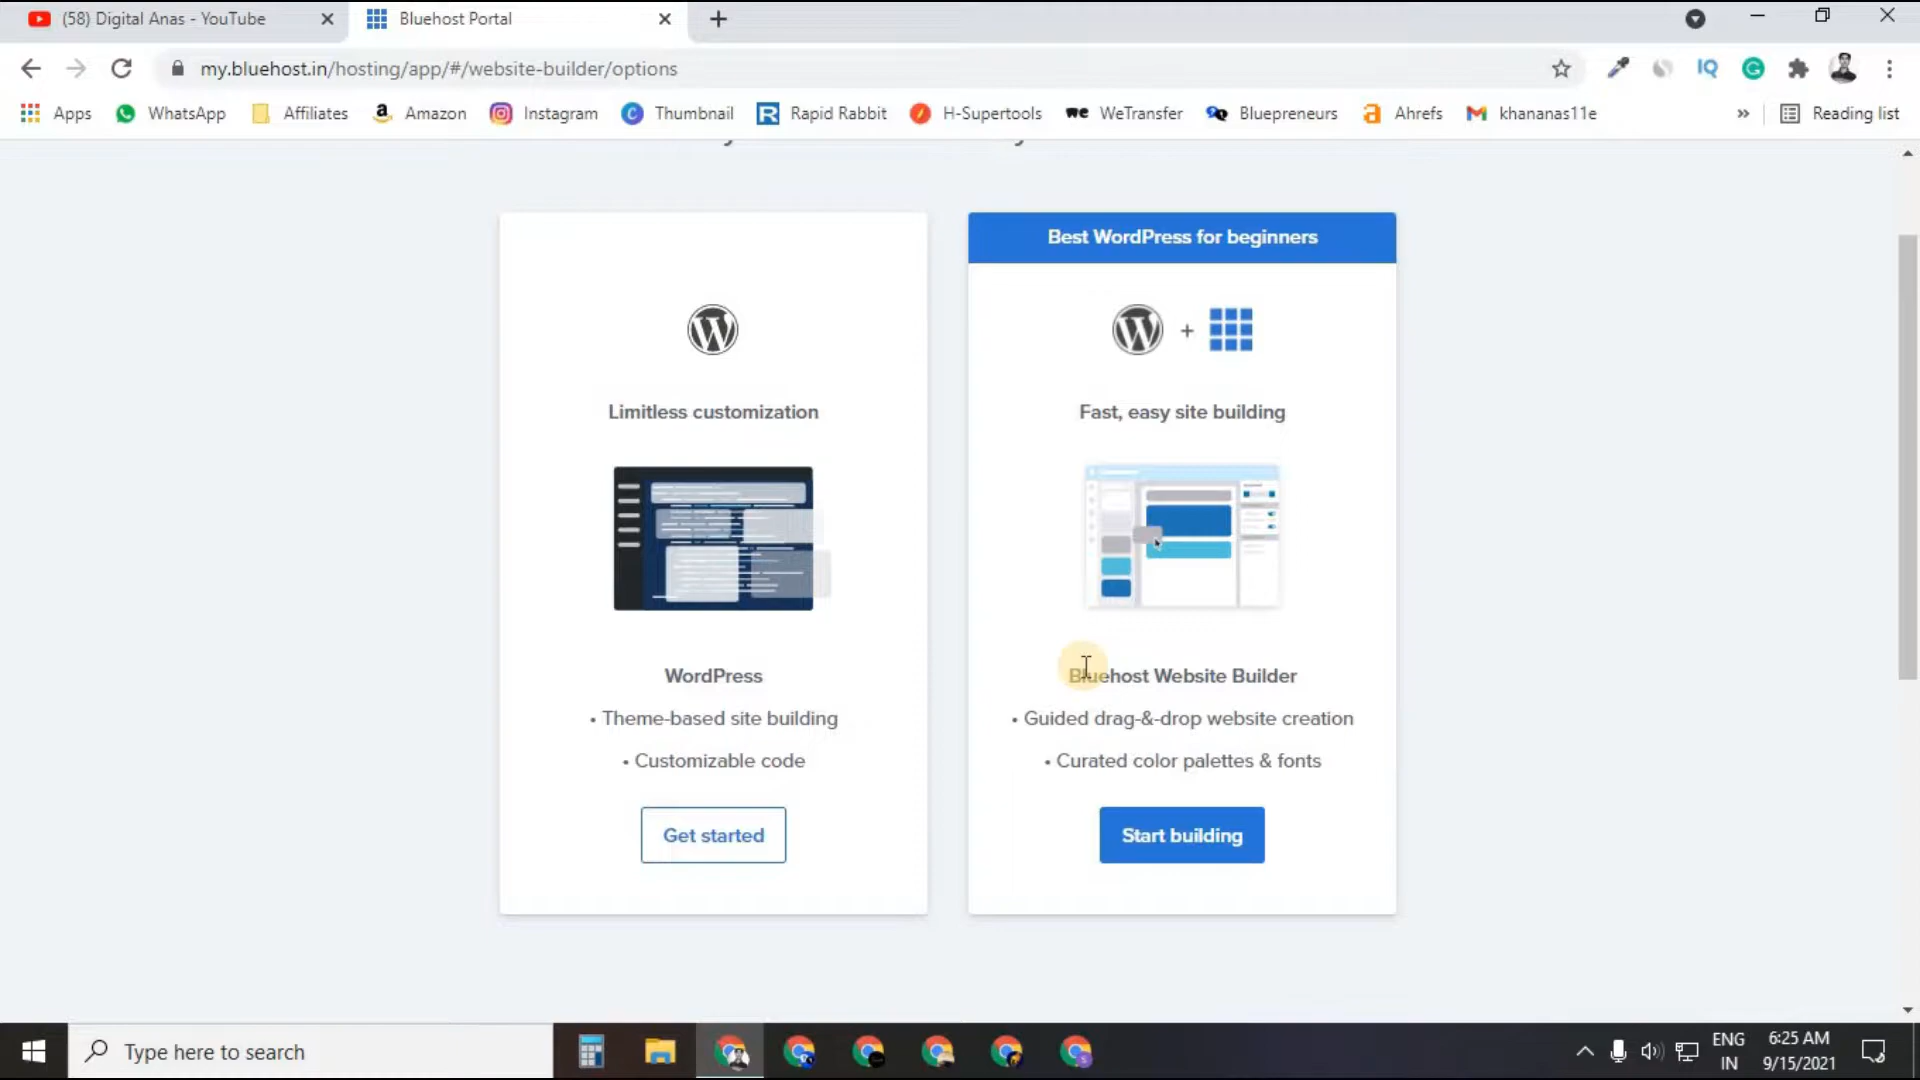 (58) Digital Anas - YouTube
Bluehost Portal
my.bluehost.in/hosting/app/#/website-builder/options
Apps
WhatsApp
Affiliates
Amazon
Instagram
Thumbnail
Rapid Rabbit
H-Supertools
WeTransfer
Bluepreneurs
Ahrefs
khananas11e
Reading list
Limitless customization
WordPress
• Theme-based site building
• Customizable code
Get started
Best WordPress for beginners
Fast, easy site building
Bluehost Website Builder
• Guided drag-&-drop website creation
• Curated color palettes & fonts
Start building
Type here to search
ENG
IN
6:25 AM
9/15/2021